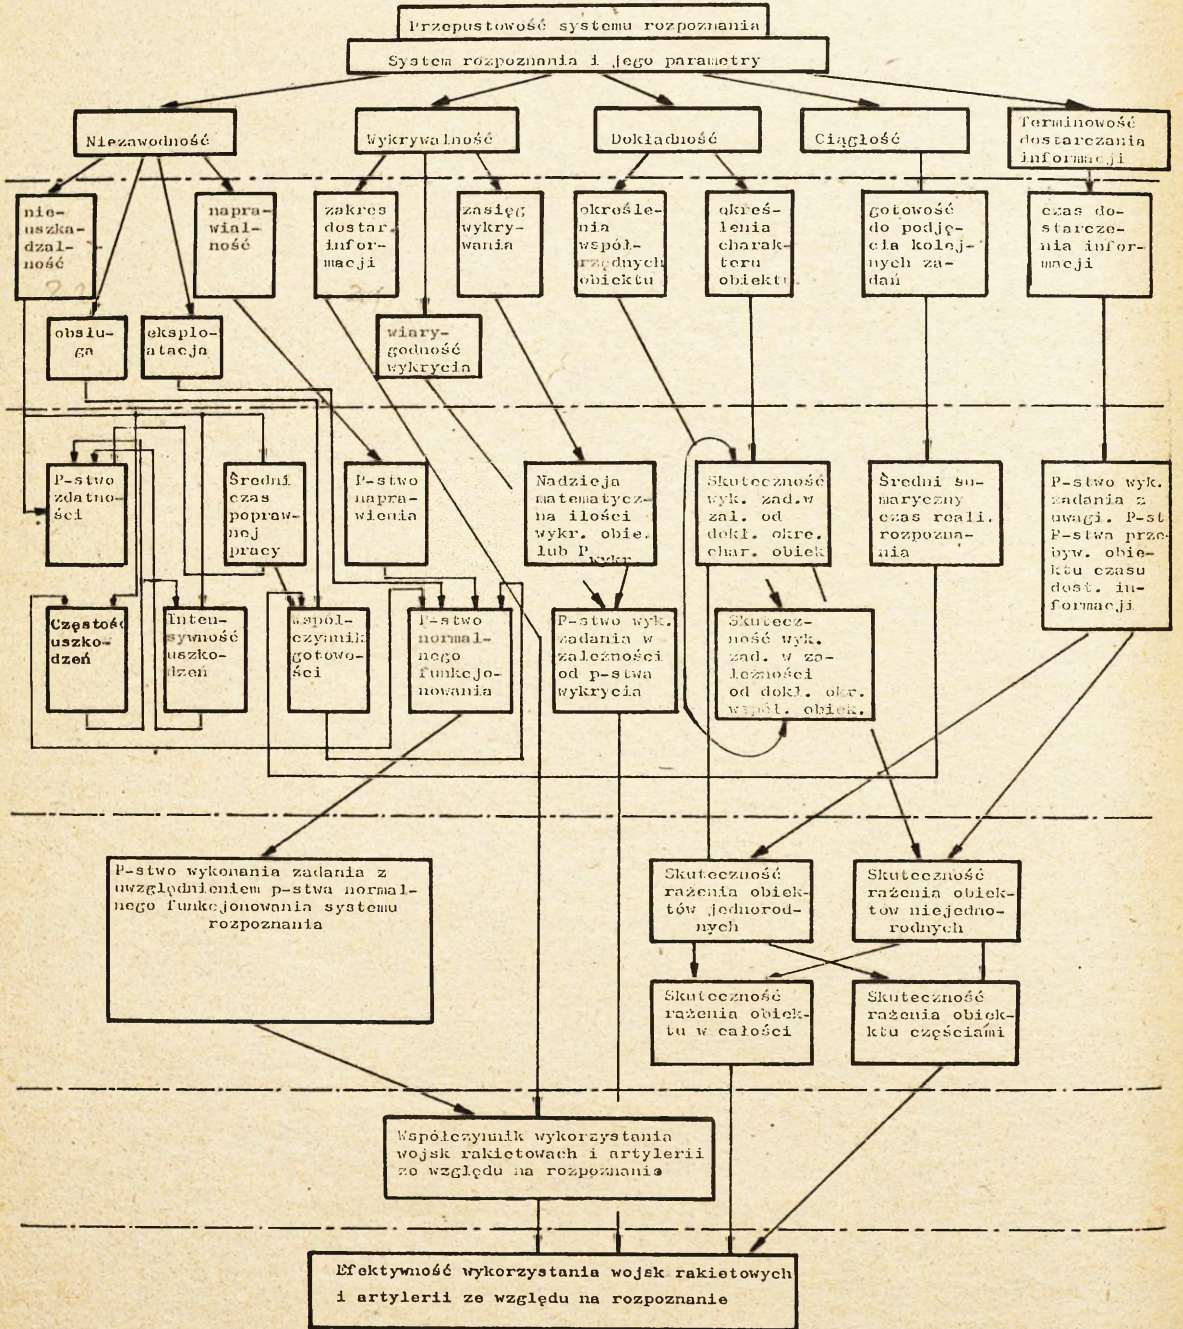 Przepustowość systemu rozpoznania
System rozpoznania i jego parametry
Niezawodność
Wykrywalność
Dokładność
Ciągłość
Terminowość
dostarczania
informacji
nie-
uszka-
dzal-
ność
napra-
wial-
ność
zakres
dostar.
infor-
macji
zasięg
wykry-
wania
określe-
nia
współ-
rzędnych
obiektu
okreś-
lenia
charak-
teru
obiektu
gotowość
do podję-
cia kolej-
nych za-
dań
czas do-
starcze-
nia infor-
macji
obsłu-
ga
eksplo-
atacja
wiary-
godność
wykrycia
P-stwo
zdatno-
ści
Średni
czas
popraw-
nej
pracy
P-stwo
napra-
wienia
Nadzieja
matematycz-
na ilości
wykr. obie.
lub P wykr
Skuteczność
wyk. zad.w
zal. od
dokl. okre.
char. obiek
Średni su-
maryczny
czas reali.
rozpozna-
nia
P-stwo wyk.
zadania z
uwagi. P-st
P-stwa prze-
byw. obie-
ktu czasu
dost. in-
formacji
Częstość
uszko-
dzeń
Inten-
sywność
uszko-
dzeń
Współ-
czynnik
gotowo-
ści
P-stwo
normal-
nego
funkcjo-
nowania
P-stwo wyk.
zadania w
zależności
od p-stwa
wykrycia
Skutecz-
ność wyk.
zad. w za-
leżności
od dokł. okr.
współ. obiek.
P-stwo wykonania zadania z
uwzględnieniem p-stwa normal-
nego funkcjonowania systemu
rozpoznania
Skuteczność
rażenia obiek-
tów jednorod-
nych
Skuteczność
rażenia obiek-
tów niejedno-
rodnych
Skuteczność
rażenia obiek-
tu w całości
Skuteczność
rażenia obiek-
ktu częściami
Współczynnik wykorzystania
wojsk rakietowach i artylerii
ze względu na rozpoznanie
Efektywność wykorzystania wojsk rakietowych
i artylerii ze względu na rozpoznanie